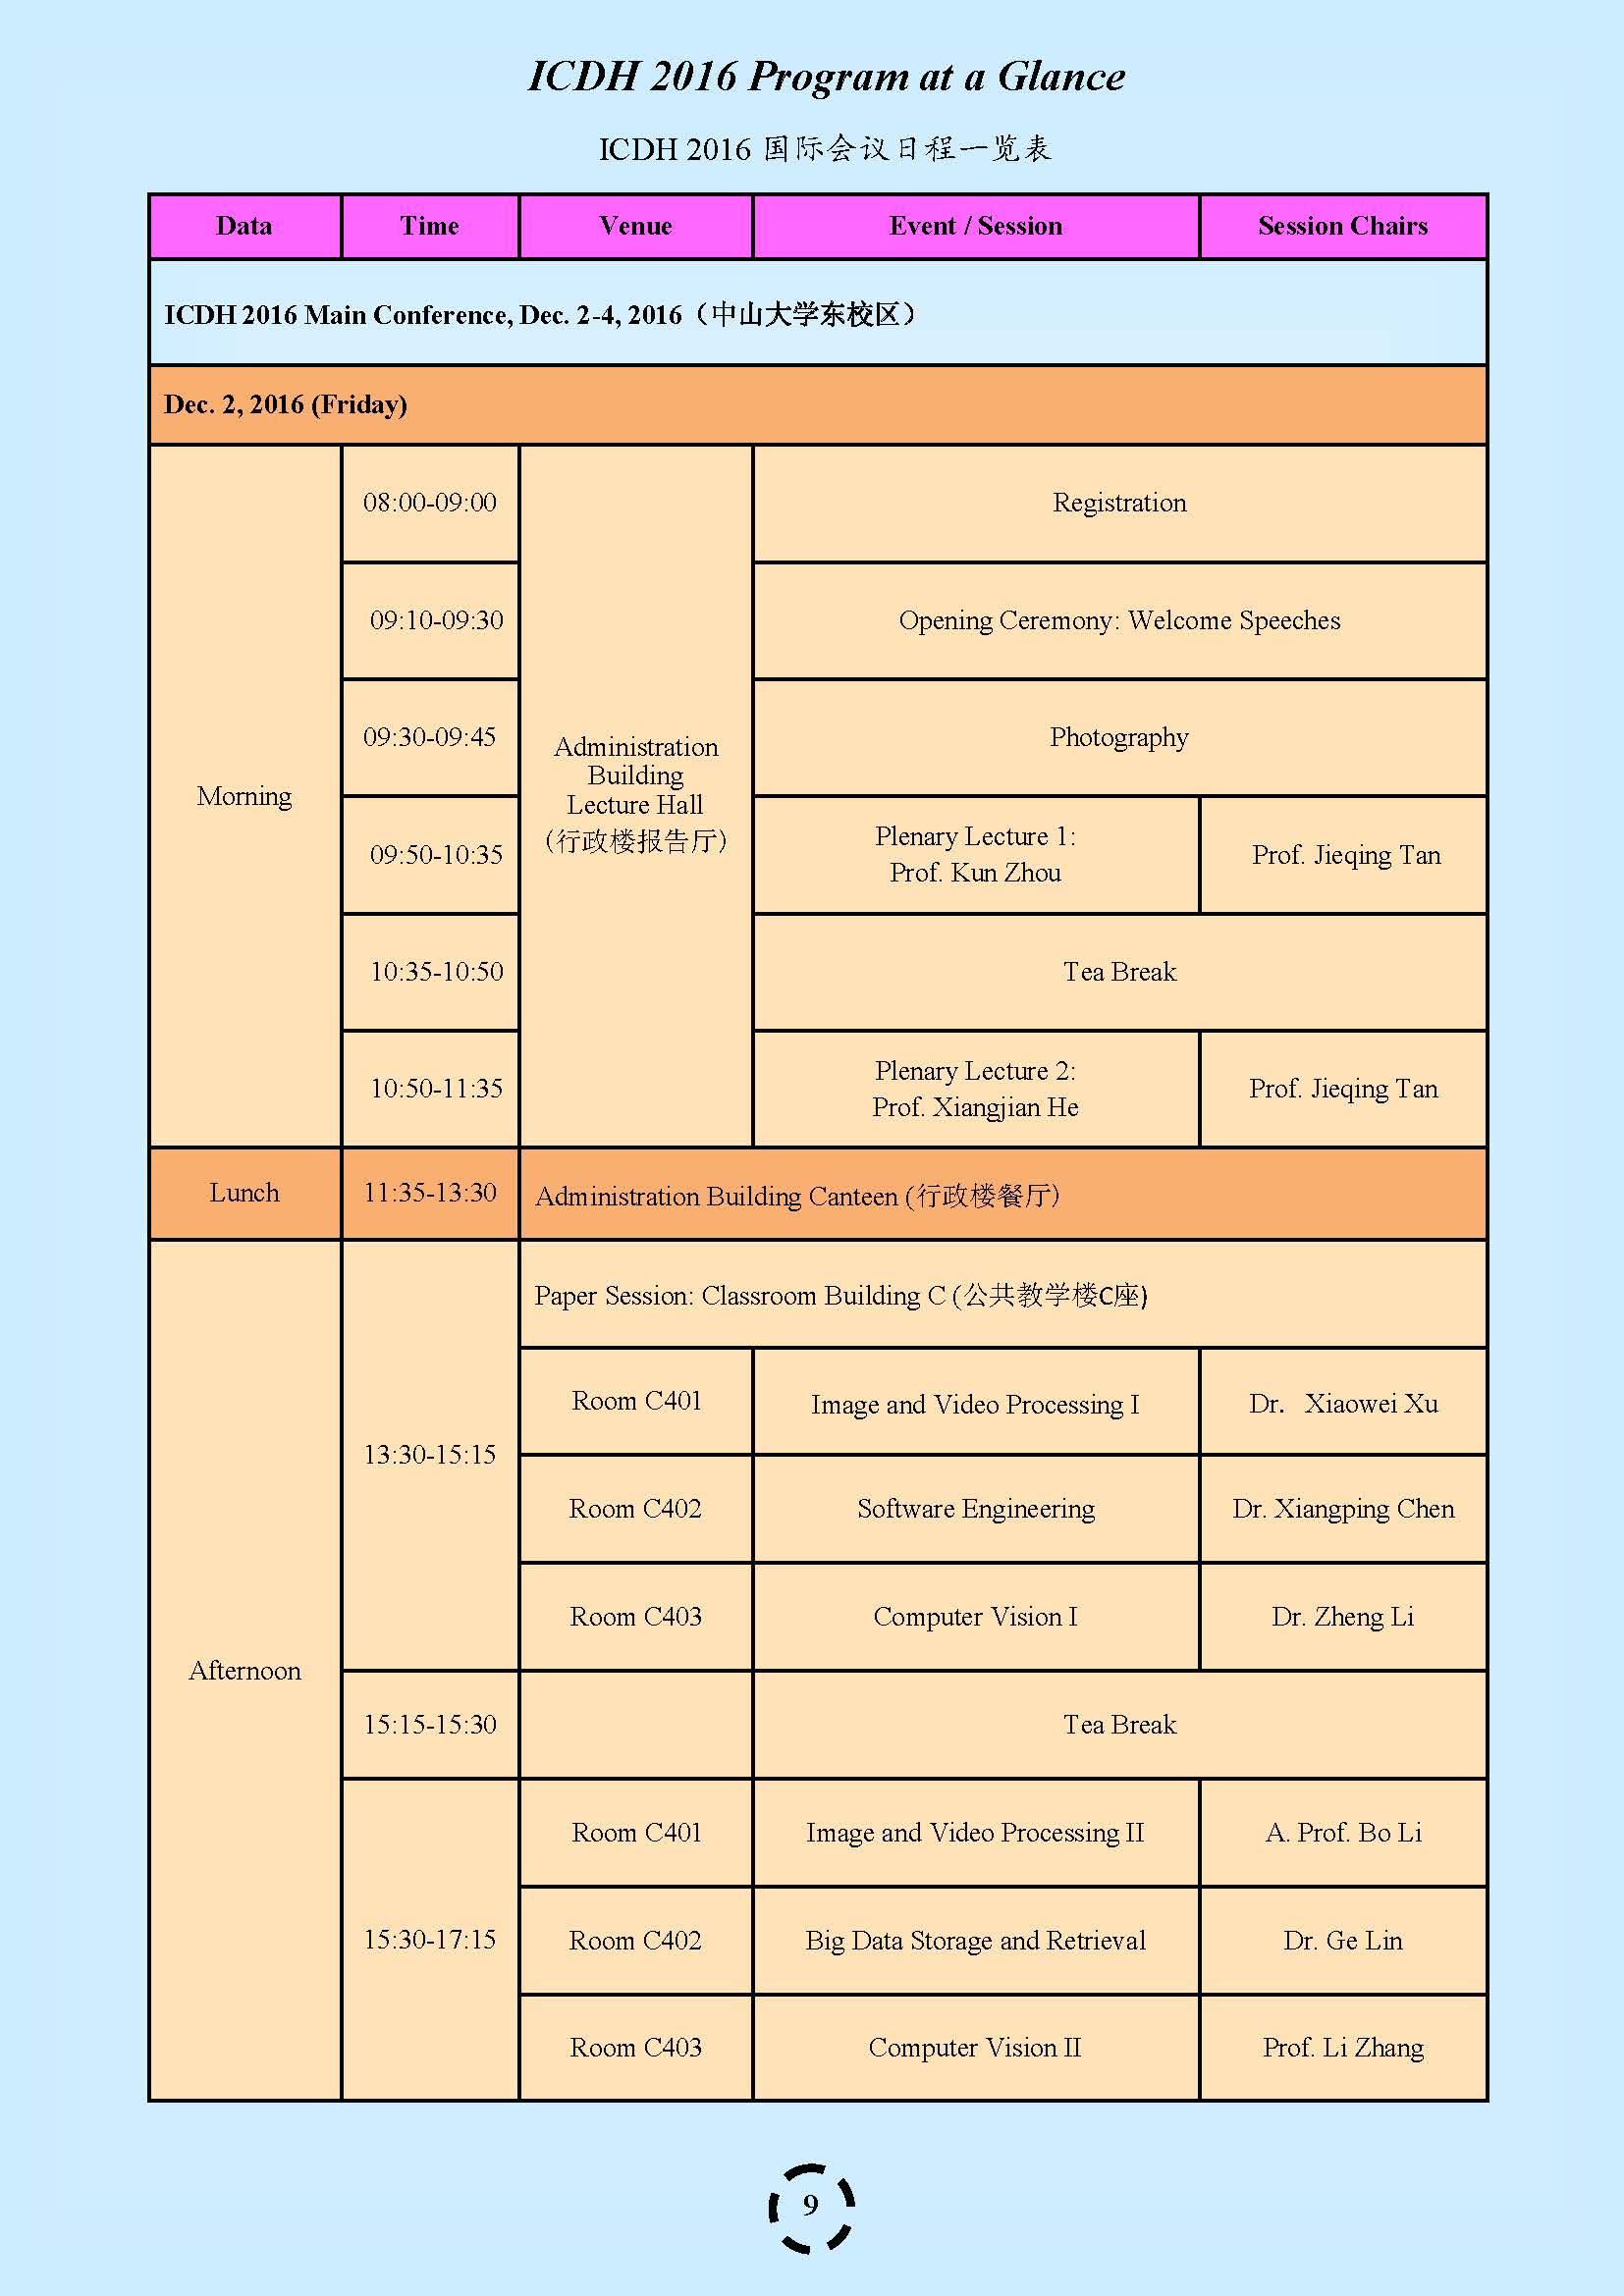 ICDH 2016 Program at a Glance
ICDH 2016 国际会议日程一览表
Data Time Venue Event / Session Session Chairs
ICDH 2016 Main Conference, Dec. 2-4, 2016（中山大学东校区）
Dec. 2, 2016 (Friday)
Morning
08:00-09:00
Administration
Building
Lecture Hall
(行政楼报告厅)
Registration
09:10-09:30
Opening Ceremony: Welcome Speeches
09:30-09:45
Photography
09:50-10:35
Plenary Lecture 1:
Prof. Kun Zhou
Prof. Jieqing Tan
10:35-10:50
Tea Break
10:50-11:35
Plenary Lecture 2:
Prof. Xiangjian He
Prof. Jieqing Tan
Lunch 11:35-13:30 Administration Building Canteen (行政楼餐厅)
Afternoon
13:30-15:15
Paper Session: Classroom Building C (公共教学楼C座)
Room C401 Image and Video Processing I Dr. Xiaowei Xu
Room C402 Software Engineering Dr. Xiangping Chen
Room C403 Computer Vision I Dr. Zheng Li
15:15-15:30 Tea Break
15:30-17:15
Room C401 Image and Video Processing II A. Prof. Bo Li
Room C402 Big Data Storage and Retrieval Dr. Ge Lin
Room C403 Computer Vision II Prof. Li Zhang
9